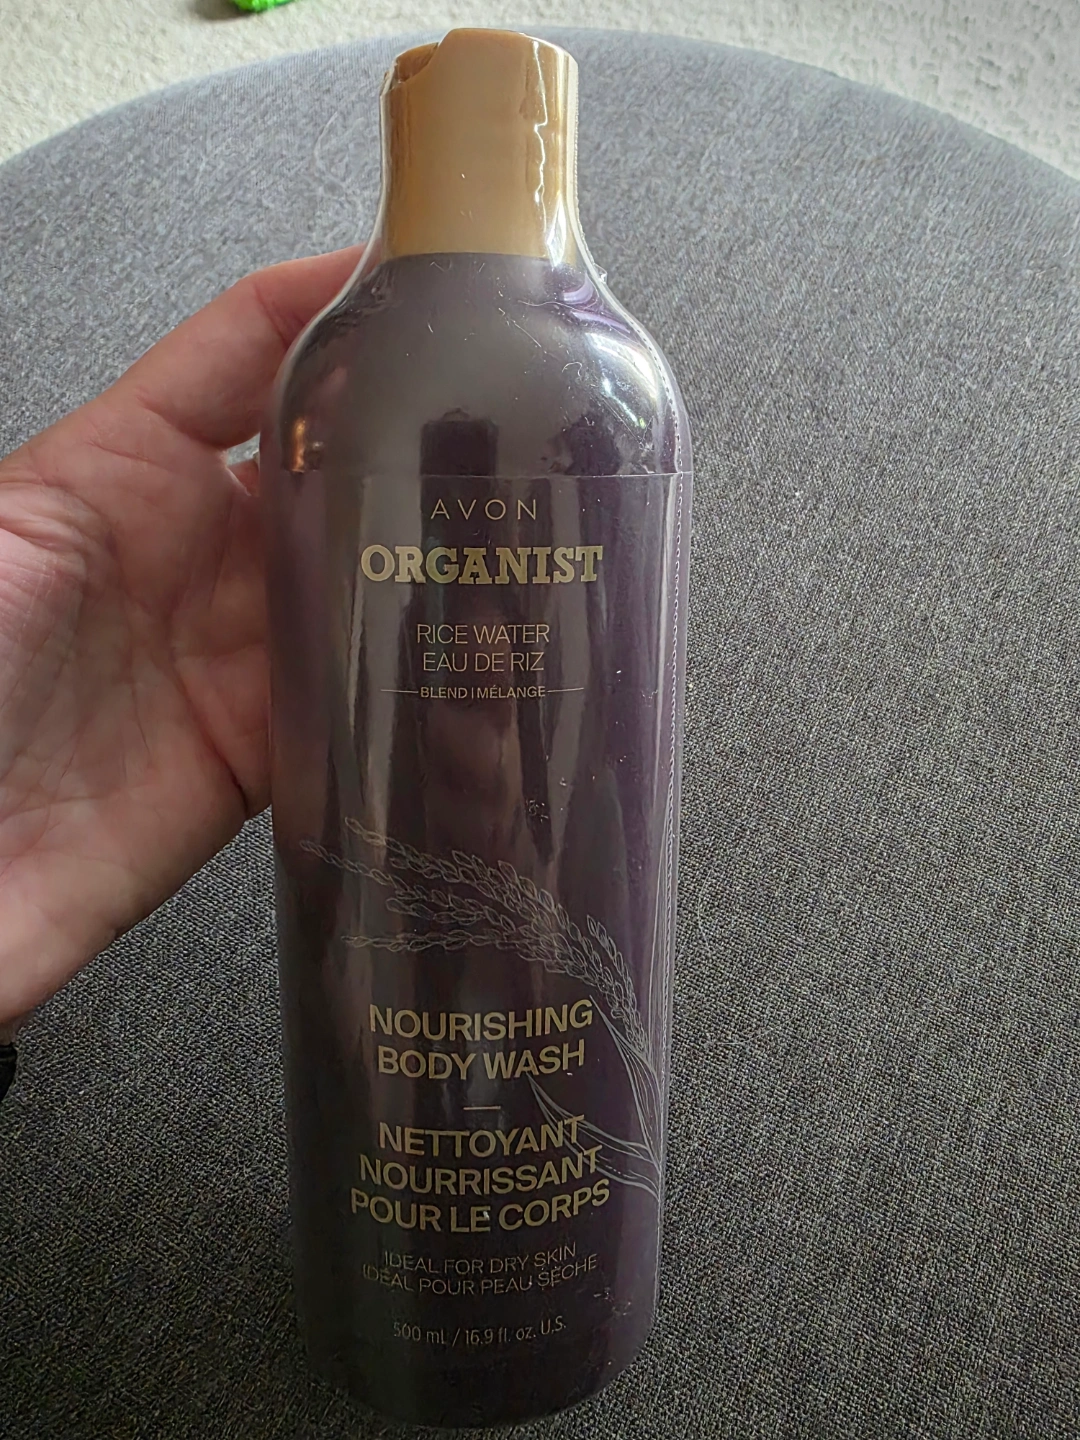 AVON
ORGANIST
RICE WATER
EAU DE RIZ
BLEND | MÉLANGE
NOURISHING
BODY WASH
NETTOYANT
NOURRISSANT
POUR LE CORPS
IDEAL FOR DRY SKIN
IDÉAL POUR PEAU SÈCHE
500 mL / 16.9 fl. oz. U.S.